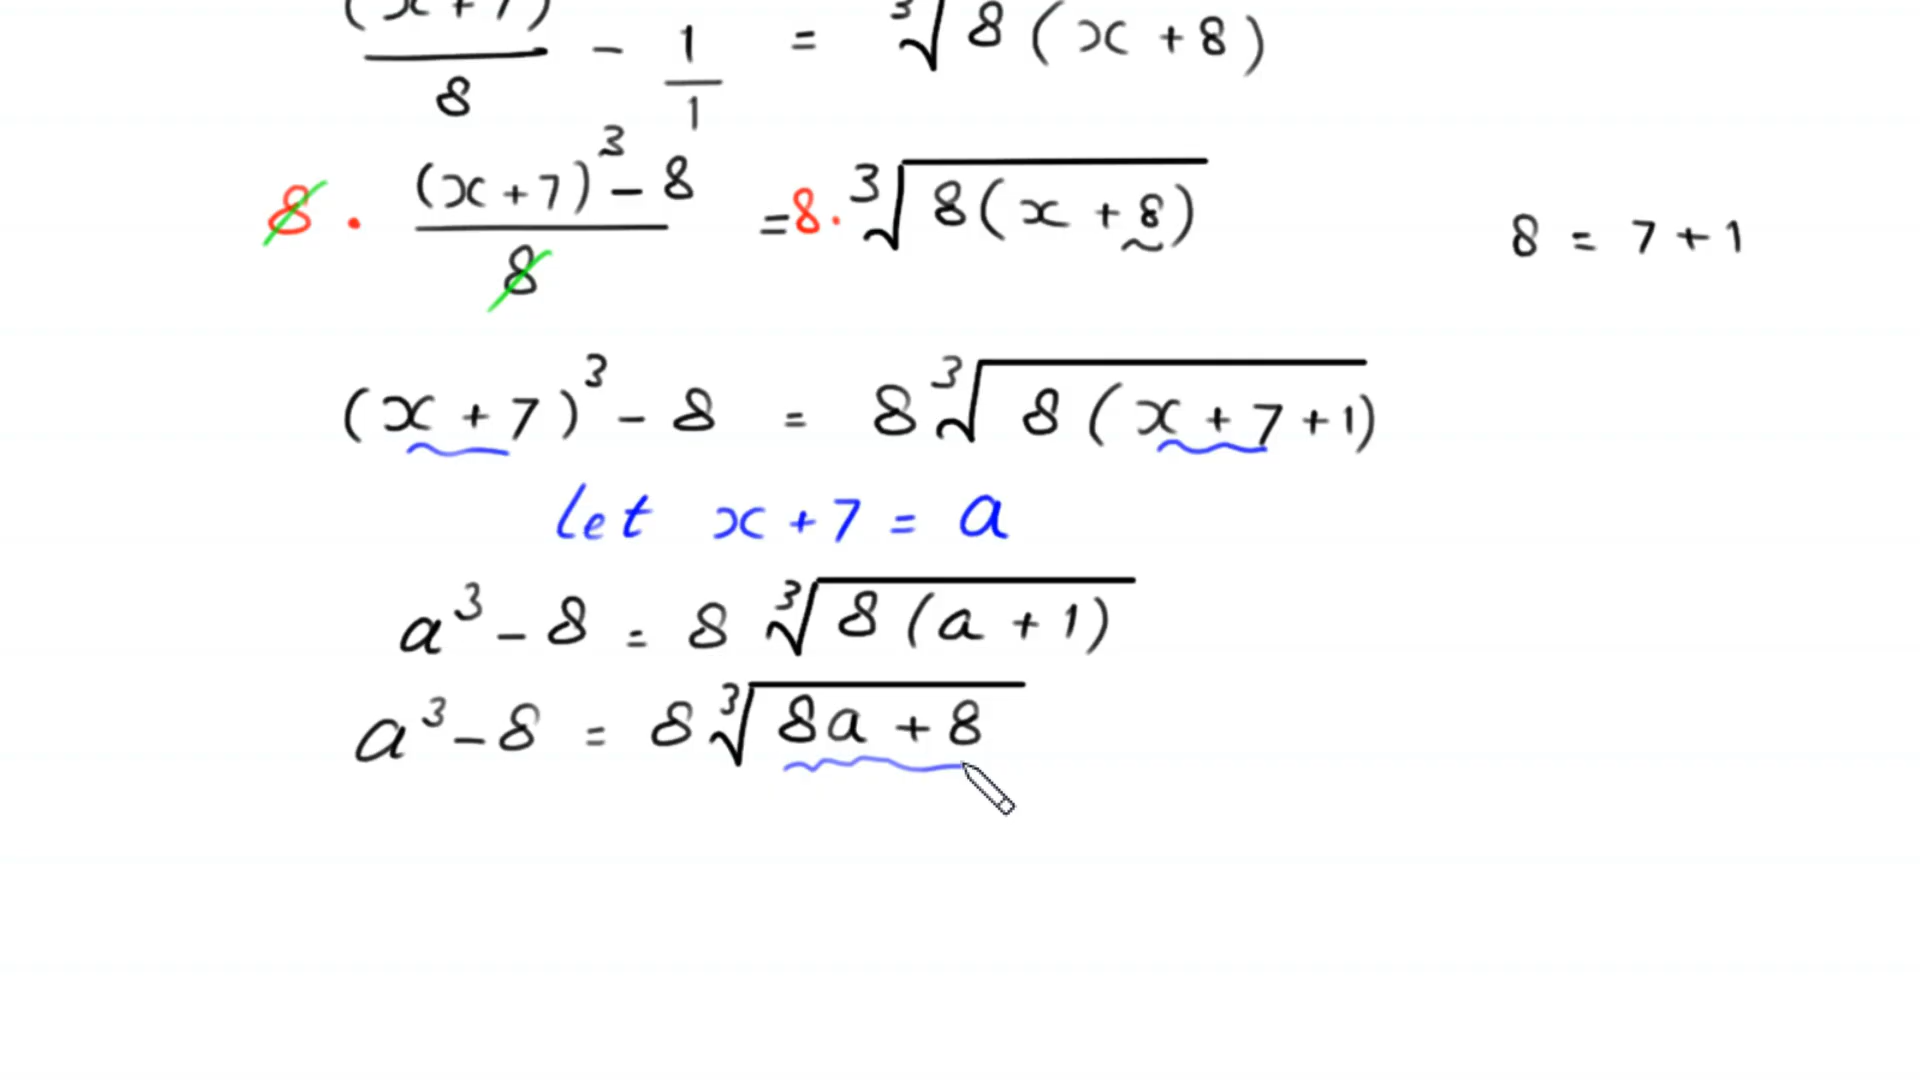 (x+7)/8 - 1/1 = ∛8(x+8)
8 · ((x+7)³-8)/8 = 8·∛(8(x+8))
8 = 7+1
(x+7)³ - 8 = 8∛(8(x+7+1))
let x+7 = a
a³-8 = 8∛(8(a+1))
a³-8 = 8∛(8a+8)